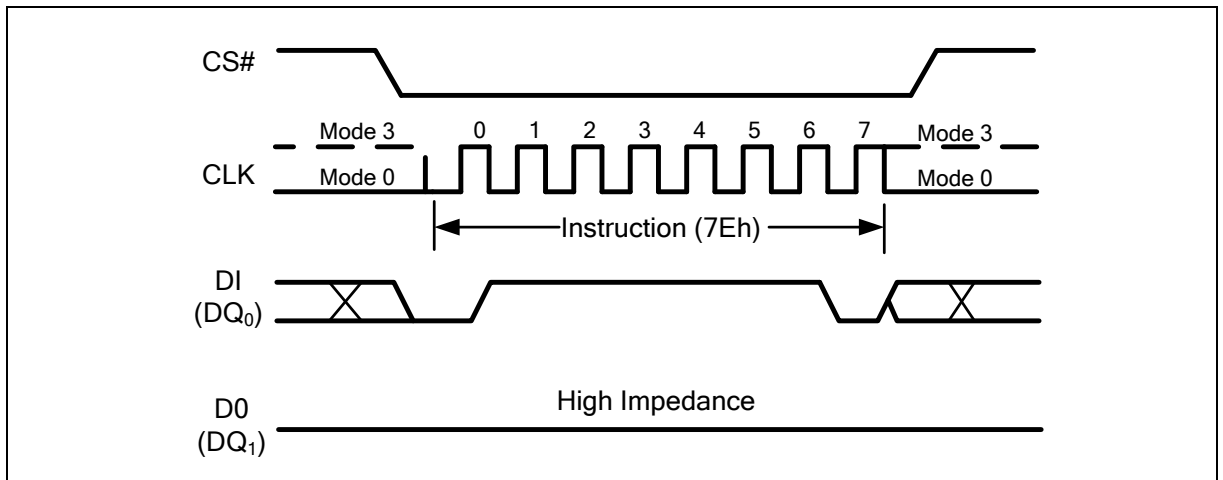 CS#
Mode 3 0 1 2 3 4 5 6 7 Mode 3
CLK
Mode 0 Mode 0
Instruction (7Eh)
DI
(DQ₀)
High Impedance
D0
(DQ₁)